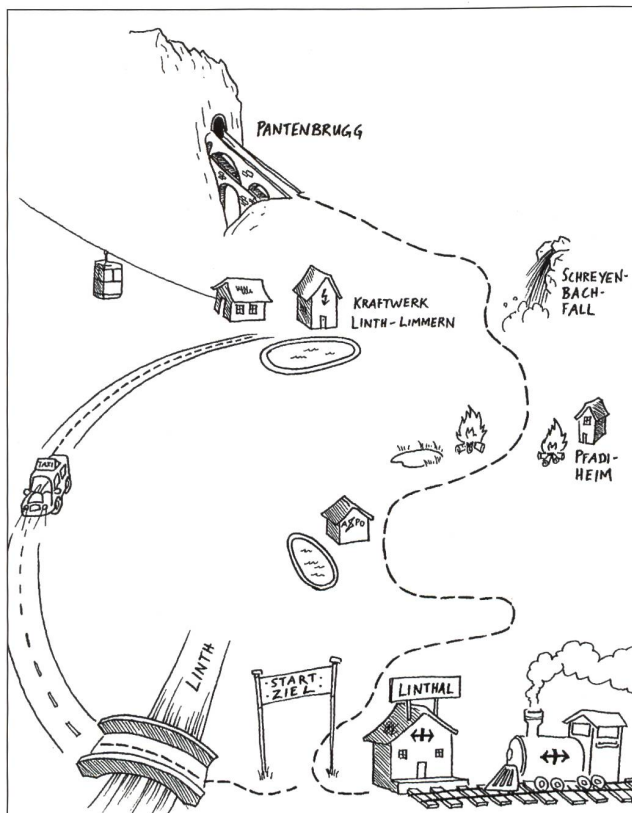 PANTENBRUGG
SCHREYEN-
BACH-
FALL
KRAFTWERK
LINTH-LIMMERN
PFADI-
HEIM
TAXI
LINTH
START
ZIEL
LINTHAL